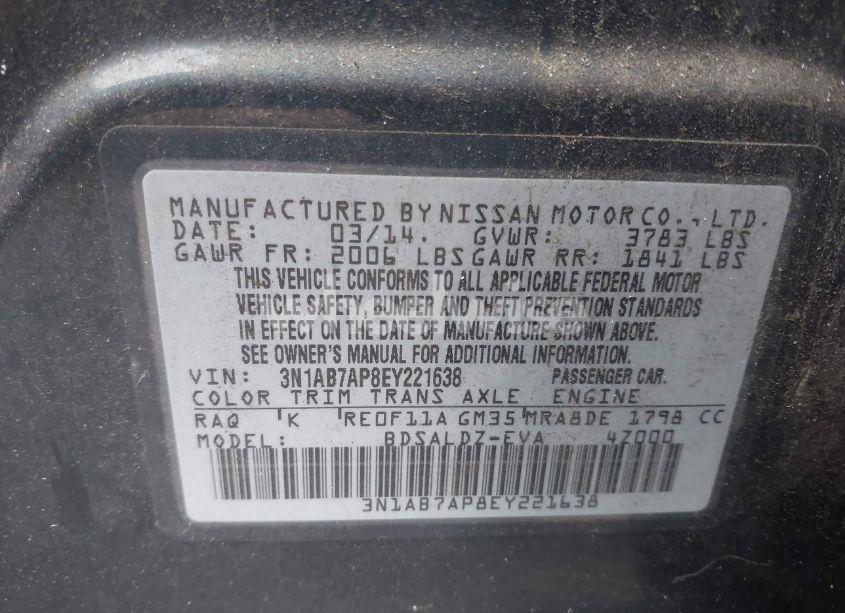 MANUFACTURED BY NISSAN MOTOR CO., LTD.
DATE: 03/14. GVWR: 3783 LBS
GAWR FR: 2006 LBS GAWR RR: 1841 LBS
THIS VEHICLE CONFORMS TO ALL APPLICABLE FEDERAL MOTOR
VEHICLE SAFETY, BUMPER AND THEFT PREVENTION STANDARDS
IN EFFECT ON THE DATE OF MANUFACTURE SHOWN ABOVE.
SEE OWNER'S MANUAL FOR ADDITIONAL INFORMATION.
VIN: 3N1AB7AP8EY221638 PASSENGER CAR.
COLOR TRIM TRANS AXLE ENGINE
RAQ K RE0F11A GM35 MRA8DE 1798 CC
MODEL: BDSALDZ-EVA 4Z000
3N1AB7AP8EY221638